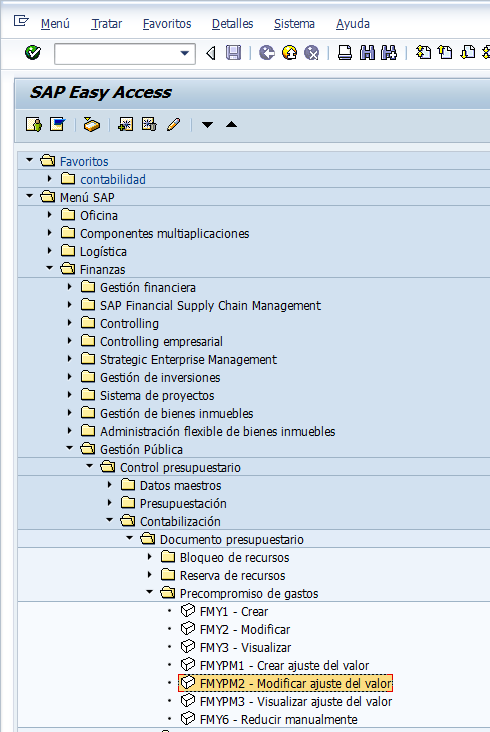 Menú Tratar Favoritos Detalles Sistema Ayuda
SAP Easy Access
Favoritos
contabilidad
Menú SAP
Oficina
Componentes multiaplicaciones
Logística
Finanzas
Gestión financiera
SAP Financial Supply Chain Management
Controlling
Controlling empresarial
Strategic Enterprise Management
Gestión de inversiones
Sistema de proyectos
Gestión de bienes inmuebles
Administración flexible de bienes inmuebles
Gestión Pública
Control presupuestario
Datos maestros
Presupuestación
Contabilización
Documento presupuestario
Bloqueo de recursos
Reserva de recursos
Precompromiso de gastos
FMY1 - Crear
FMY2 - Modificar
FMY3 - Visualizar
FMYPM1 - Crear ajuste del valor
FMYPM2 - Modificar ajuste del valor
FMYPM3 - Visualizar ajuste del valor
FMY6 - Reducir manualmente